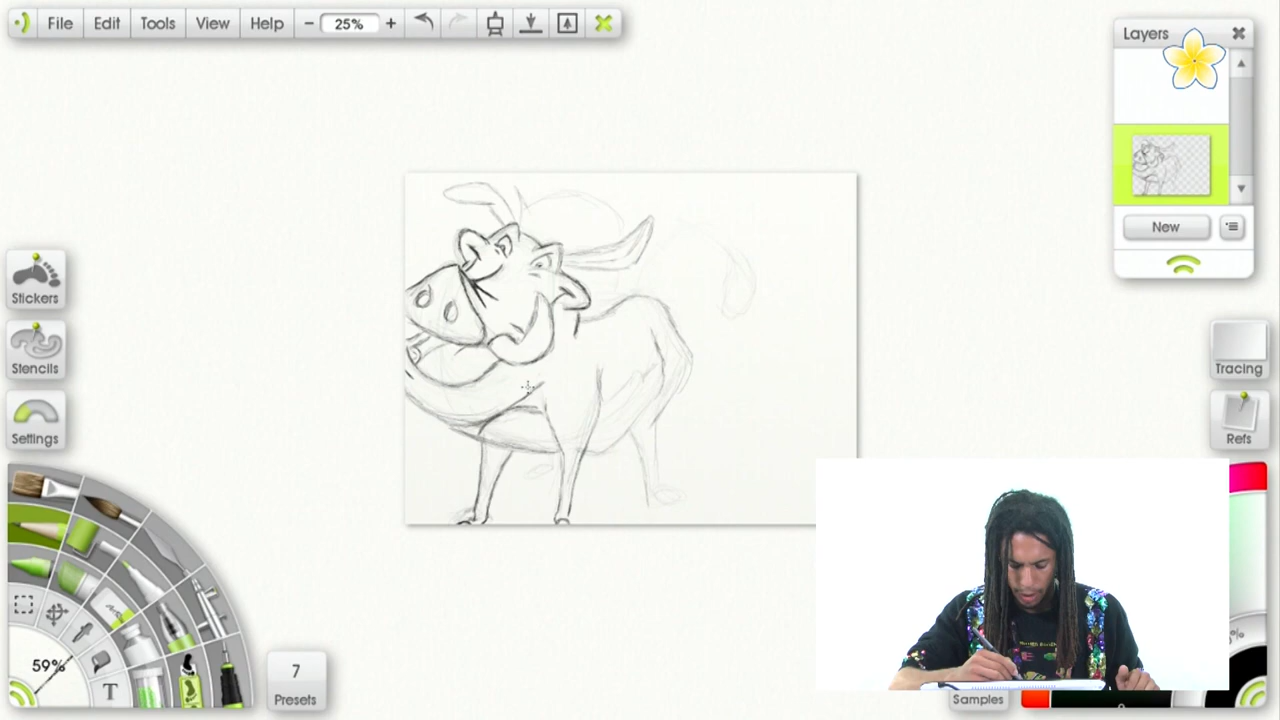 File Edit Tools View Help − 25% +
Layers
New
Stickers
Stencils
Settings
Tracing
Refs
59%
T
7
Presets
%
Samples